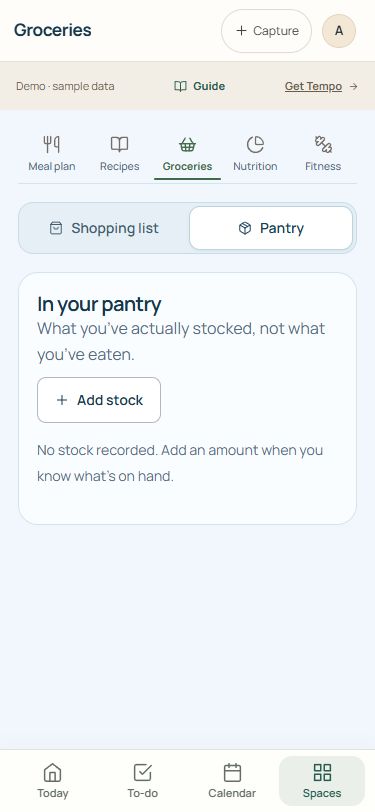 Groceries
Capture
A
Demo · sample data
Guide
Get Tempo →
Meal plan
Recipes
Groceries
Nutrition
Fitness
Shopping list
Pantry
In your pantry
What you've actually stocked, not what
you've eaten.
Add stock
No stock recorded. Add an amount when you
know what's on hand.
Today
To-do
Calendar
Spaces